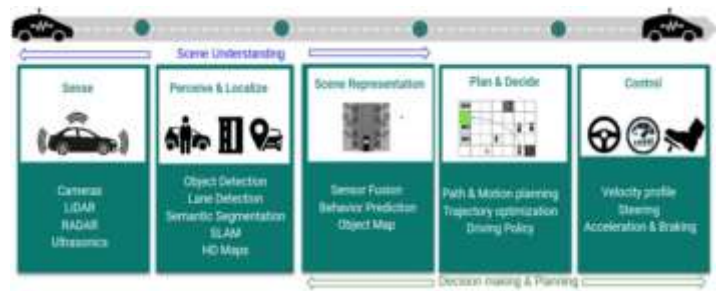 Scene Understanding
Sense
Cameras
LiDAR
RADAR
Ultrasonics
Perceive & Localize
Object Detection
Lane Detection
Semantic Segmentation
SLAM
HD Maps
Scene Representation
Sensor Fusion
Behavior Prediction
Object Map
Plan & Decide
Path & Motion planning
Trajectory optimization
Driving Policy
Control
Velocity profile
Steering
Acceleration & Braking
Decision making & Planning